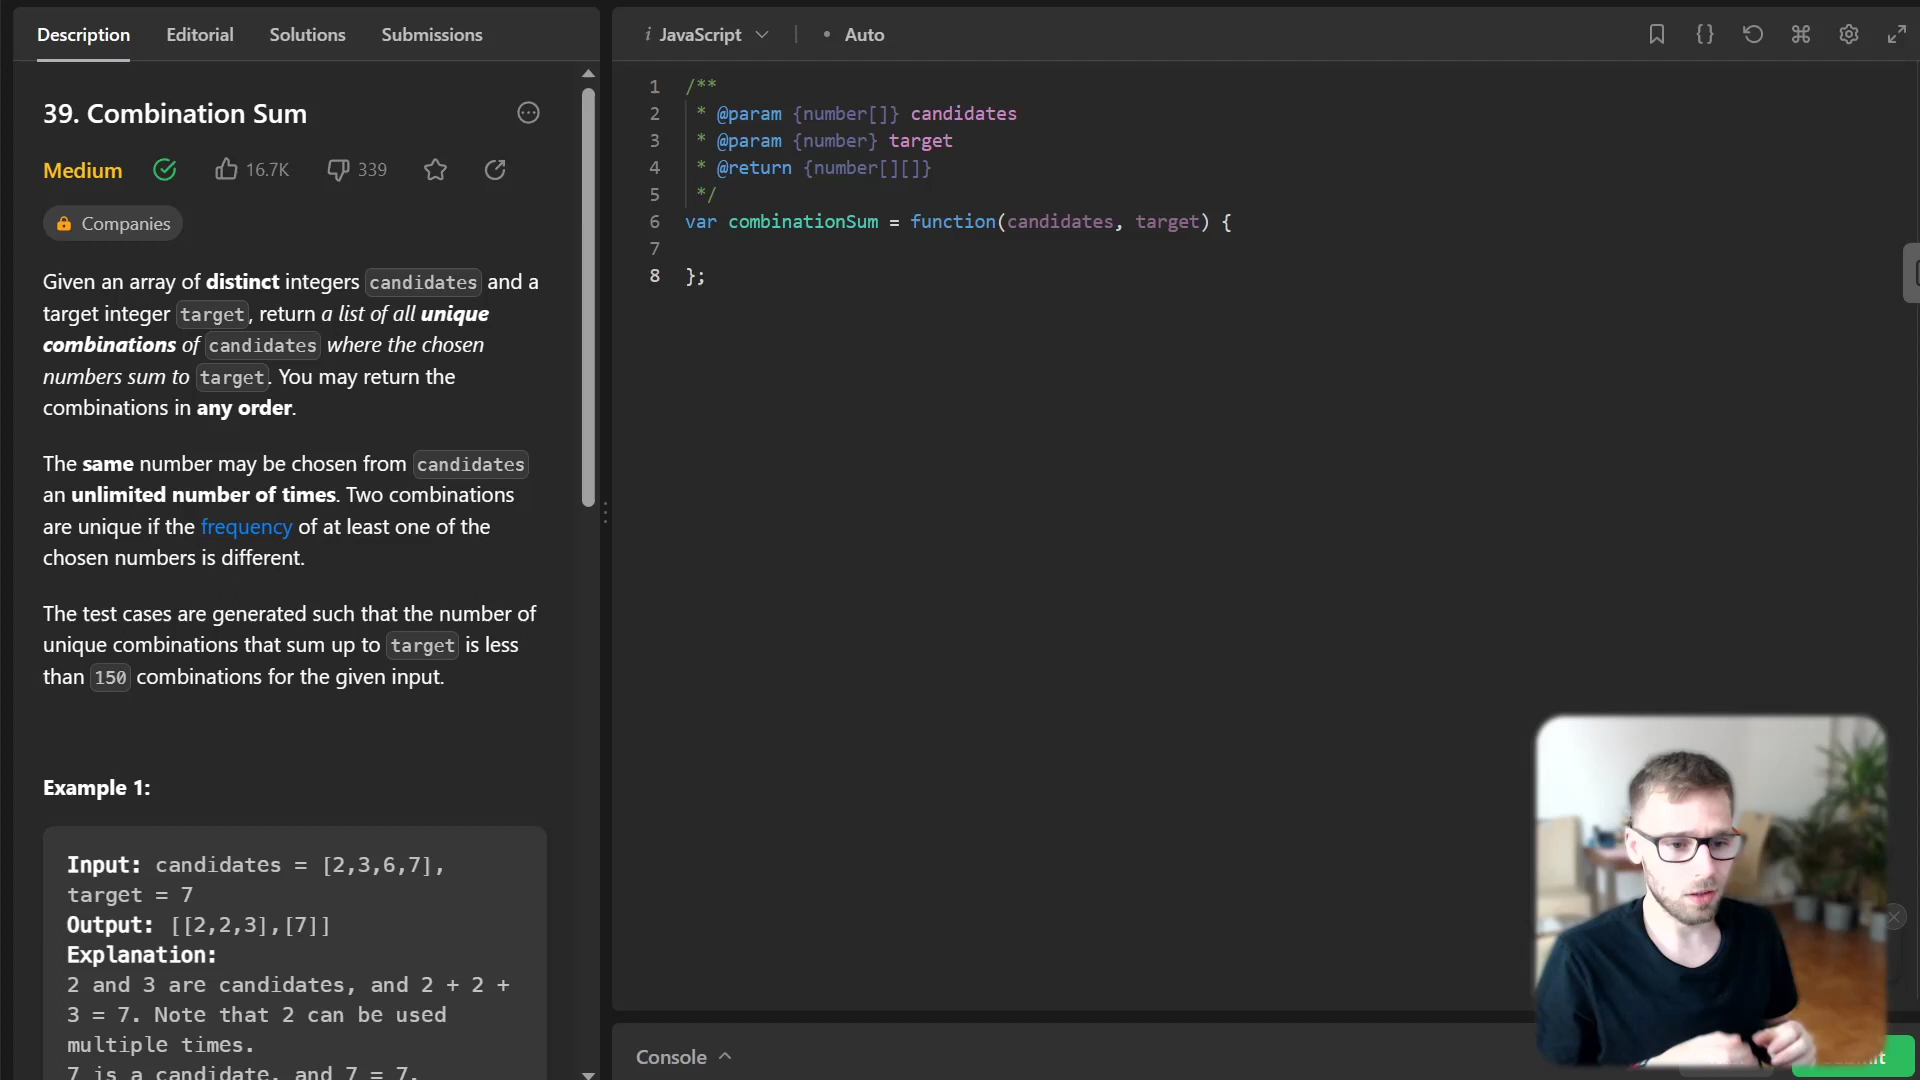 Description Editorial Solutions Submissions
39. Combination Sum
Medium 16.7K 339
Companies
Given an array of distinct integers candidates and a
target integer target, return a list of all unique
combinations of candidates where the chosen
numbers sum to target. You may return the
combinations in any order.
The same number may be chosen from candidates
an unlimited number of times. Two combinations
are unique if the frequency of at least one of the
chosen numbers is different.
The test cases are generated such that the number of
unique combinations that sum up to target is less
than 150 combinations for the given input.
Example 1:
Input: candidates = [2,3,6,7],
target = 7
Output: [[2,2,3],[7]]
Explanation:
2 and 3 are candidates, and 2 + 2 +
3 = 7. Note that 2 can be used
multiple times.
7 is a candidate, and 7 = 7.
i JavaScript • Auto
1 /**
2 * @param {number[]} candidates
3 * @param {number} target
4 * @return {number[][]}
5 */
6 var combinationSum = function(candidates, target) {
7
8 };
Console